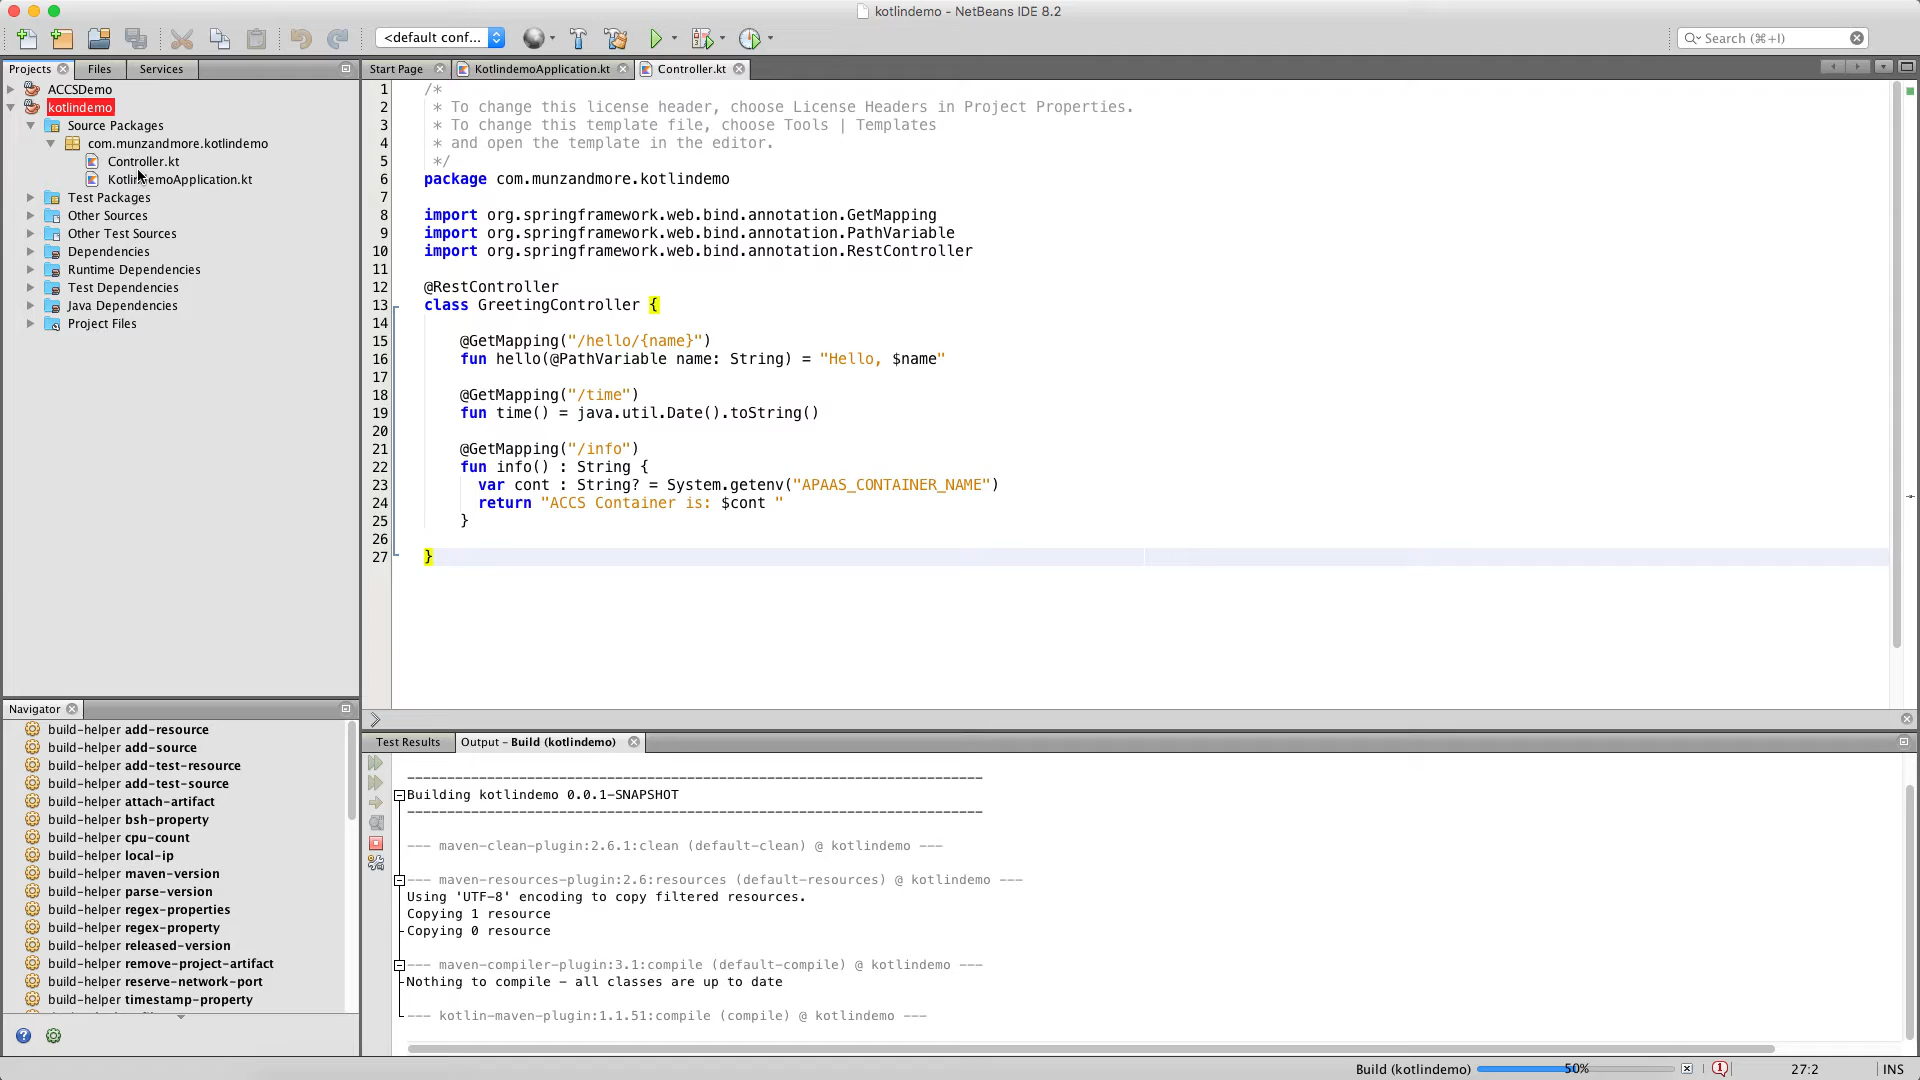 kotlindemo - NetBeans IDE 8.2
<default conf...
Search (⌘+I)
Projects
Files
Services
ACCSDemo
kotlindemo
Source Packages
com.munzandmore.kotlindemo
Controller.kt
KotlindemoApplication.kt
Test Packages
Other Sources
Other Test Sources
Dependencies
Runtime Dependencies
Test Dependencies
Java Dependencies
Project Files
Start Page
KotlindemoApplication.kt
Controller.kt
1 /*
2 * To change this license header, choose License Headers in Project Properties.
3 * To change this template file, choose Tools | Templates
4 * and open the template in the editor.
5 */
6 package com.munzandmore.kotlindemo
7
8 import org.springframework.web.bind.annotation.GetMapping
9 import org.springframework.web.bind.annotation.PathVariable
10 import org.springframework.web.bind.annotation.RestController
11
12 @RestController
13 class GreetingController {
14
15 @GetMapping("/hello/{name}")
16 fun hello(@PathVariable name: String) = "Hello, $name"
17
18 @GetMapping("/time")
19 fun time() = java.util.Date().toString()
20
21 @GetMapping("/info")
22 fun info() : String {
23 var cont : String? = System.getenv("APAAS_CONTAINER_NAME")
24 return "ACCS Container is: $cont "
25 }
26
27 }
Navigator
build-helper add-resource
build-helper add-source
build-helper add-test-resource
build-helper add-test-source
build-helper attach-artifact
build-helper bsh-property
build-helper cpu-count
build-helper local-ip
build-helper maven-version
build-helper parse-version
build-helper regex-properties
build-helper regex-property
build-helper released-version
build-helper remove-project-artifact
build-helper reserve-network-port
build-helper timestamp-property
Test Results
Output – Build (kotlindemo)
------------------------------------------------------------------------
Building kotlindemo 0.0.1-SNAPSHOT
------------------------------------------------------------------------
--- maven-clean-plugin:2.6.1:clean (default-clean) @ kotlindemo ---
--- maven-resources-plugin:2.6:resources (default-resources) @ kotlindemo ---
Using 'UTF-8' encoding to copy filtered resources.
Copying 1 resource
Copying 0 resource
--- maven-compiler-plugin:3.1:compile (default-compile) @ kotlindemo ---
Nothing to compile - all classes are up to date
--- kotlin-maven-plugin:1.1.51:compile (compile) @ kotlindemo ---
Build (kotlindemo)
50%
27:2
INS